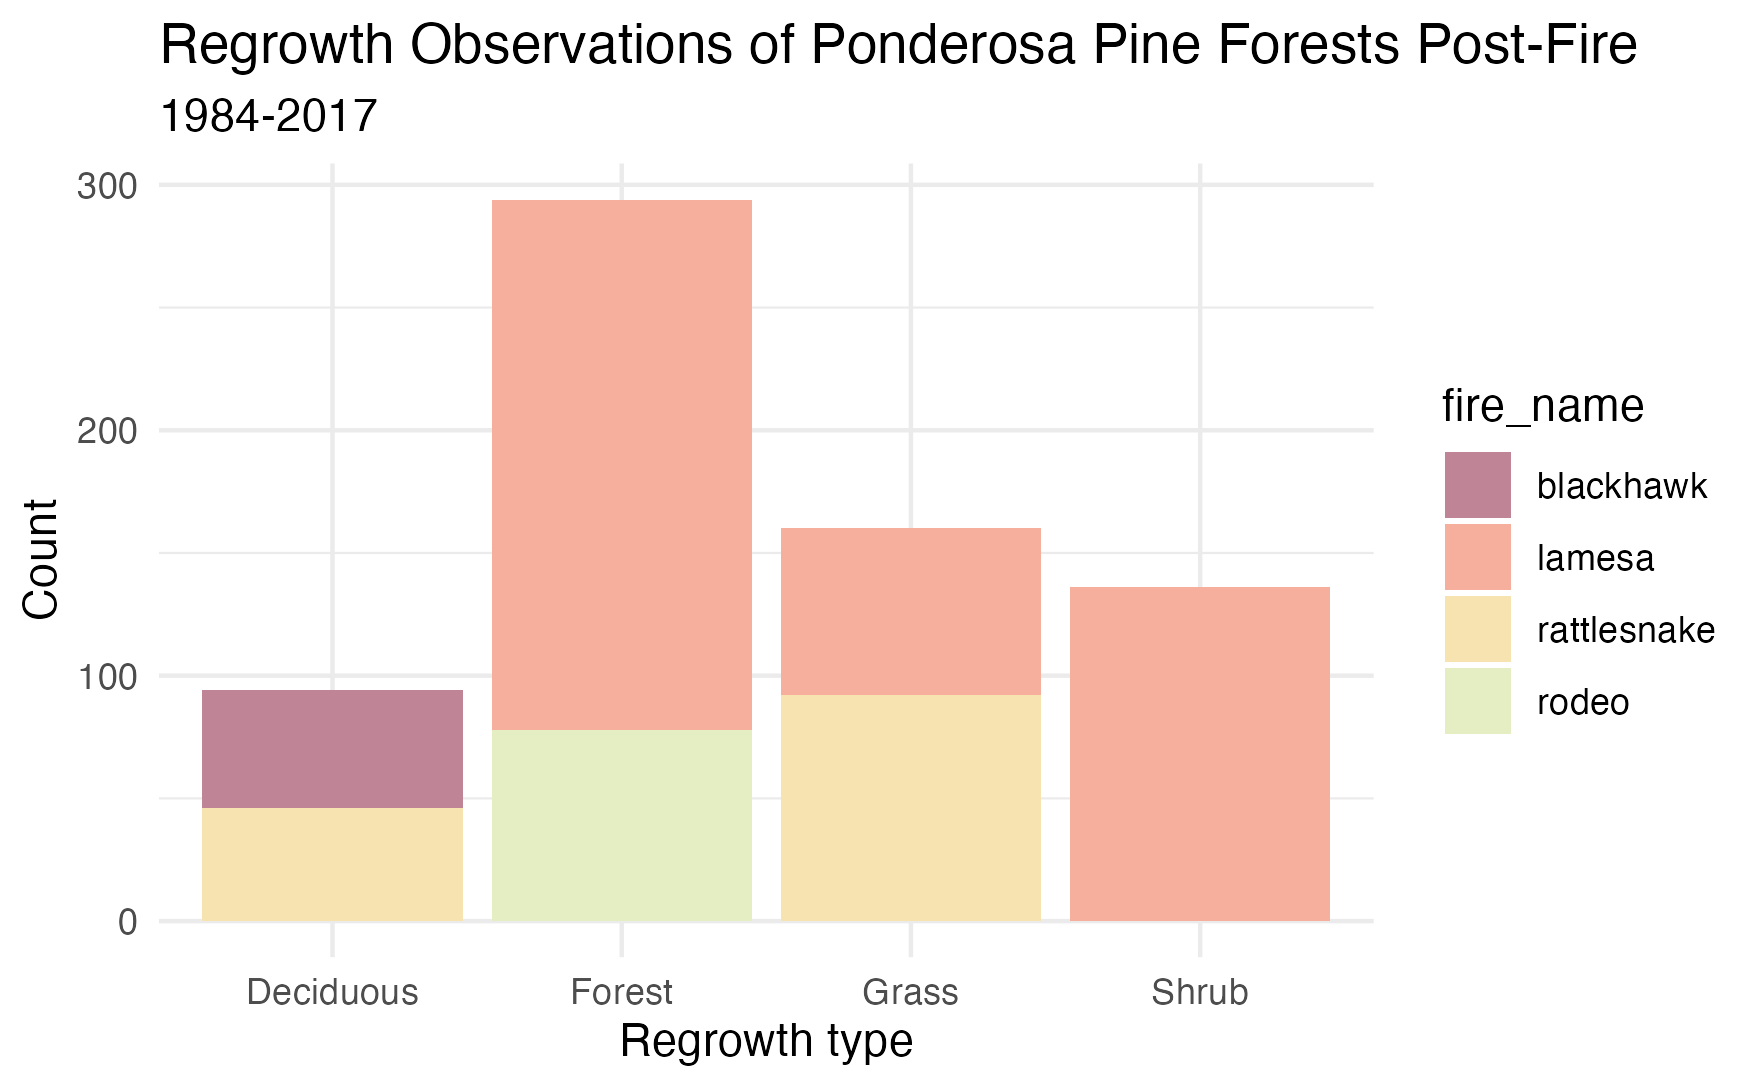 Regrowth Observations of Ponderosa Pine Forests Post-Fire
1984-2017
300
200
100
0
Count
Deciduous
Forest
Grass
Shrub
Regrowth type
fire_name
blackhawk
lamesa
rattlesnake
rodeo